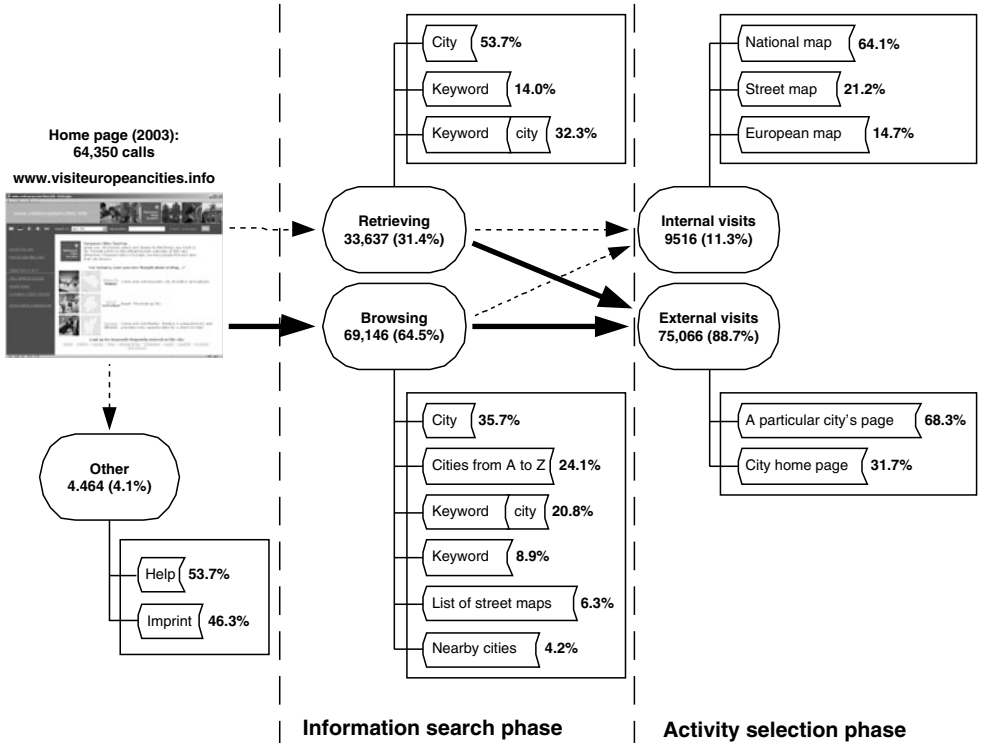 Home page (2003):
64,350 calls
www.visiteuropeancities.info
Other
4.464 (4.1%)
Help 53.7%
Imprint 46.3%
City 53.7%
Keyword 14.0%
Keyword city 32.3%
Retrieving
33,637 (31.4%)
Browsing
69,146 (64.5%)
City 35.7%
Cities from A to Z 24.1%
Keyword city 20.8%
Keyword 8.9%
List of street maps 6.3%
Nearby cities 4.2%
Information search phase
National map 64.1%
Street map 21.2%
European map 14.7%
Internal visits
9516 (11.3%)
External visits
75,066 (88.7%)
A particular city's page 68.3%
City home page 31.7%
Activity selection phase